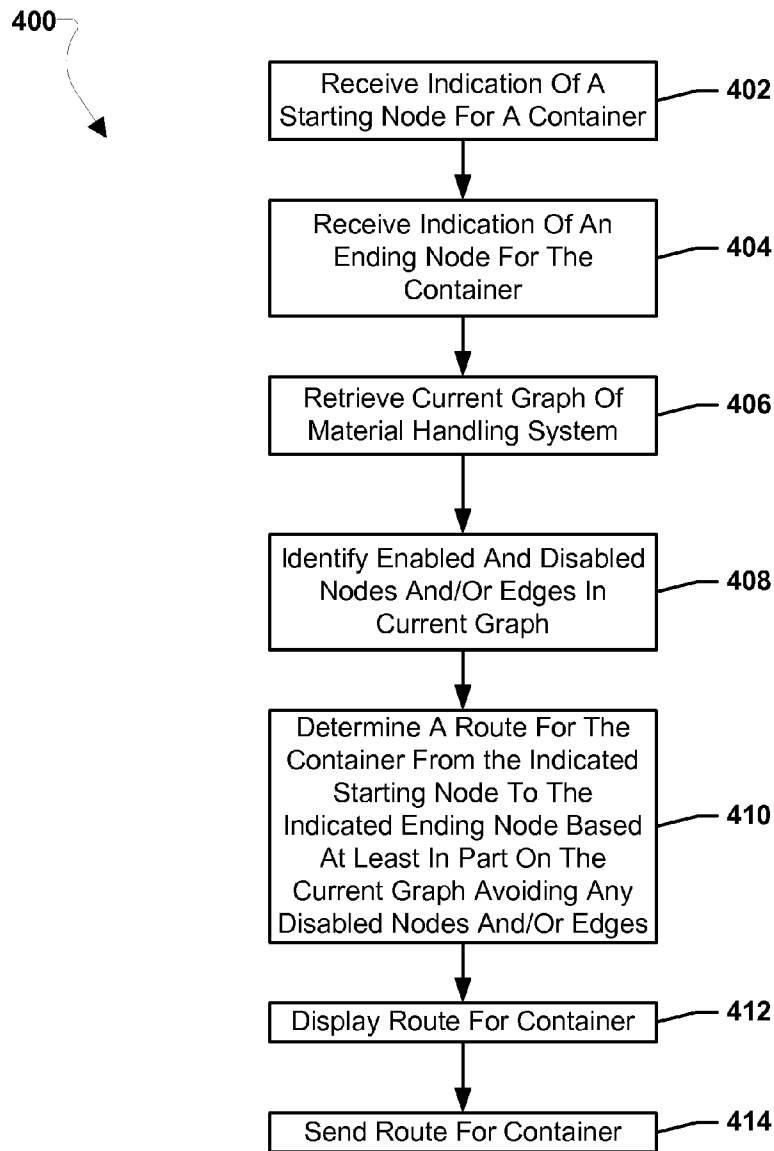 400
Receive Indication Of A
Starting Node For A Container
402
Receive Indication Of An
Ending Node For The
Container
404
Retrieve Current Graph Of
Material Handling System
406
Identify Enabled And Disabled
Nodes And/Or Edges In
Current Graph
408
Determine A Route For The
Container From the Indicated
Starting Node To The
Indicated Ending Node Based
At Least In Part On The
Current Graph Avoiding Any
Disabled Nodes And/Or Edges
410
Display Route For Container
412
Send Route For Container
414